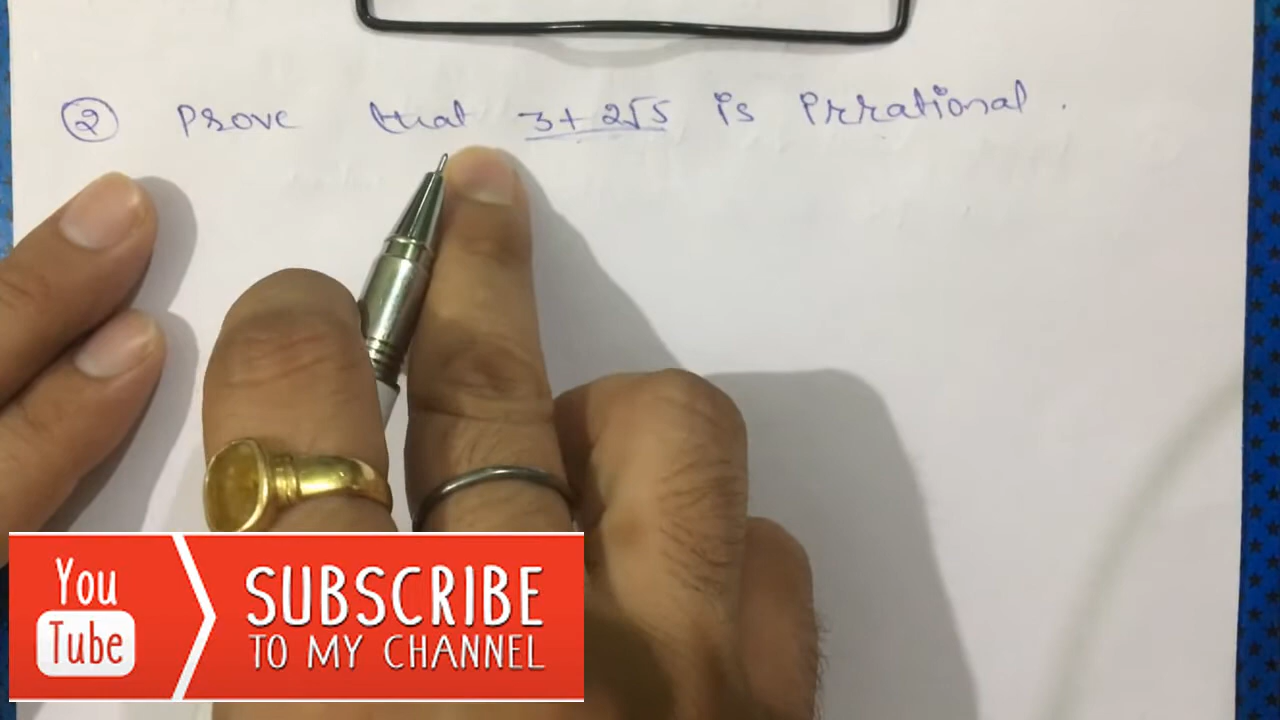 ② Prove that 3+2√5 is Irrational.
You
Tube
SUBSCRIBE
TO MY CHANNEL